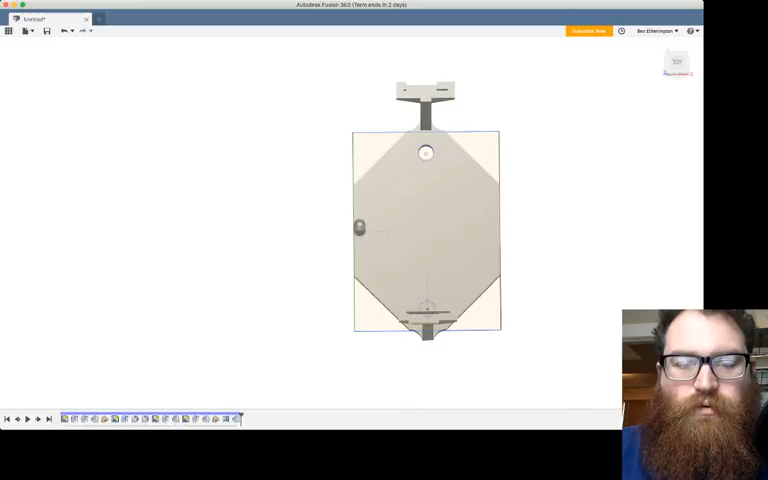 Autodesk Fusion 360 (Term ends in 2 days)
Untitled*
Subscribe Now
Ben Etherington
TOP